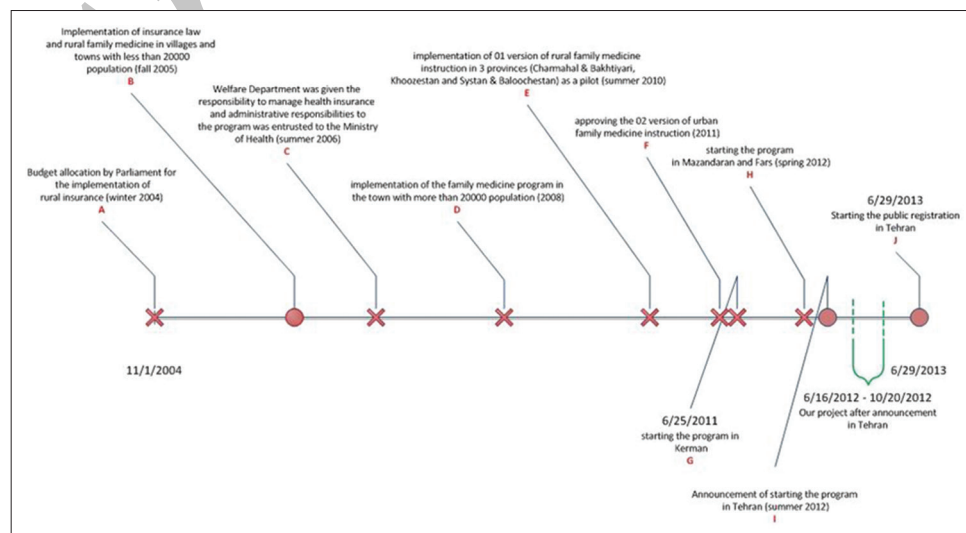 Implementation of insurance law
and rural family medicine in villages and
towns with less than 20000
population (fall 2005)
B
Welfare Department was given the
responsibility to manage health insurance
and administrative responsibilities to
the program was entrusted to the Ministry
of Health (summer 2006)
C
implementation of 01 version of rural family medicine
instruction in 3 provinces (Chamahal & Bakhtiyari,
Khoozestan and Systan & Baloochestan) as a pilot (summer 2010)
E
approving the 02 version of urban
family medicine instruction (2011)
F
starting the program
in Mazandaran and Fars (spring 2012)
H
Budget allocation by Parliament for
the implementation of
rural insurance (winter 2004)
A
implementation of the family medicine program in
the town with more than 20000 population (2008)
D
6/29/2013
Starting the public registration
in Tehran
J
11/1/2004
6/29/2013
6/16/2012 - 10/20/2012
Our project after announcement
in Tehran
6/25/2011
starting the program in
Kerman
G
Announcement of starting the program
in Tehran (summer 2012)
I